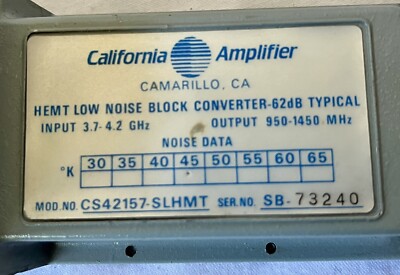 California Amplifier
CAMARILLO, CA
HEMT LOW NOISE BLOCK CONVERTER-62dB TYPICAL
INPUT 3.7-4.2 GHz OUTPUT 950-1450 MHz
NOISE DATA
°K 30 35 40 45 50 55 60 65
MOD.NO. CS42157-SLHMT SER.NO. SB-73240